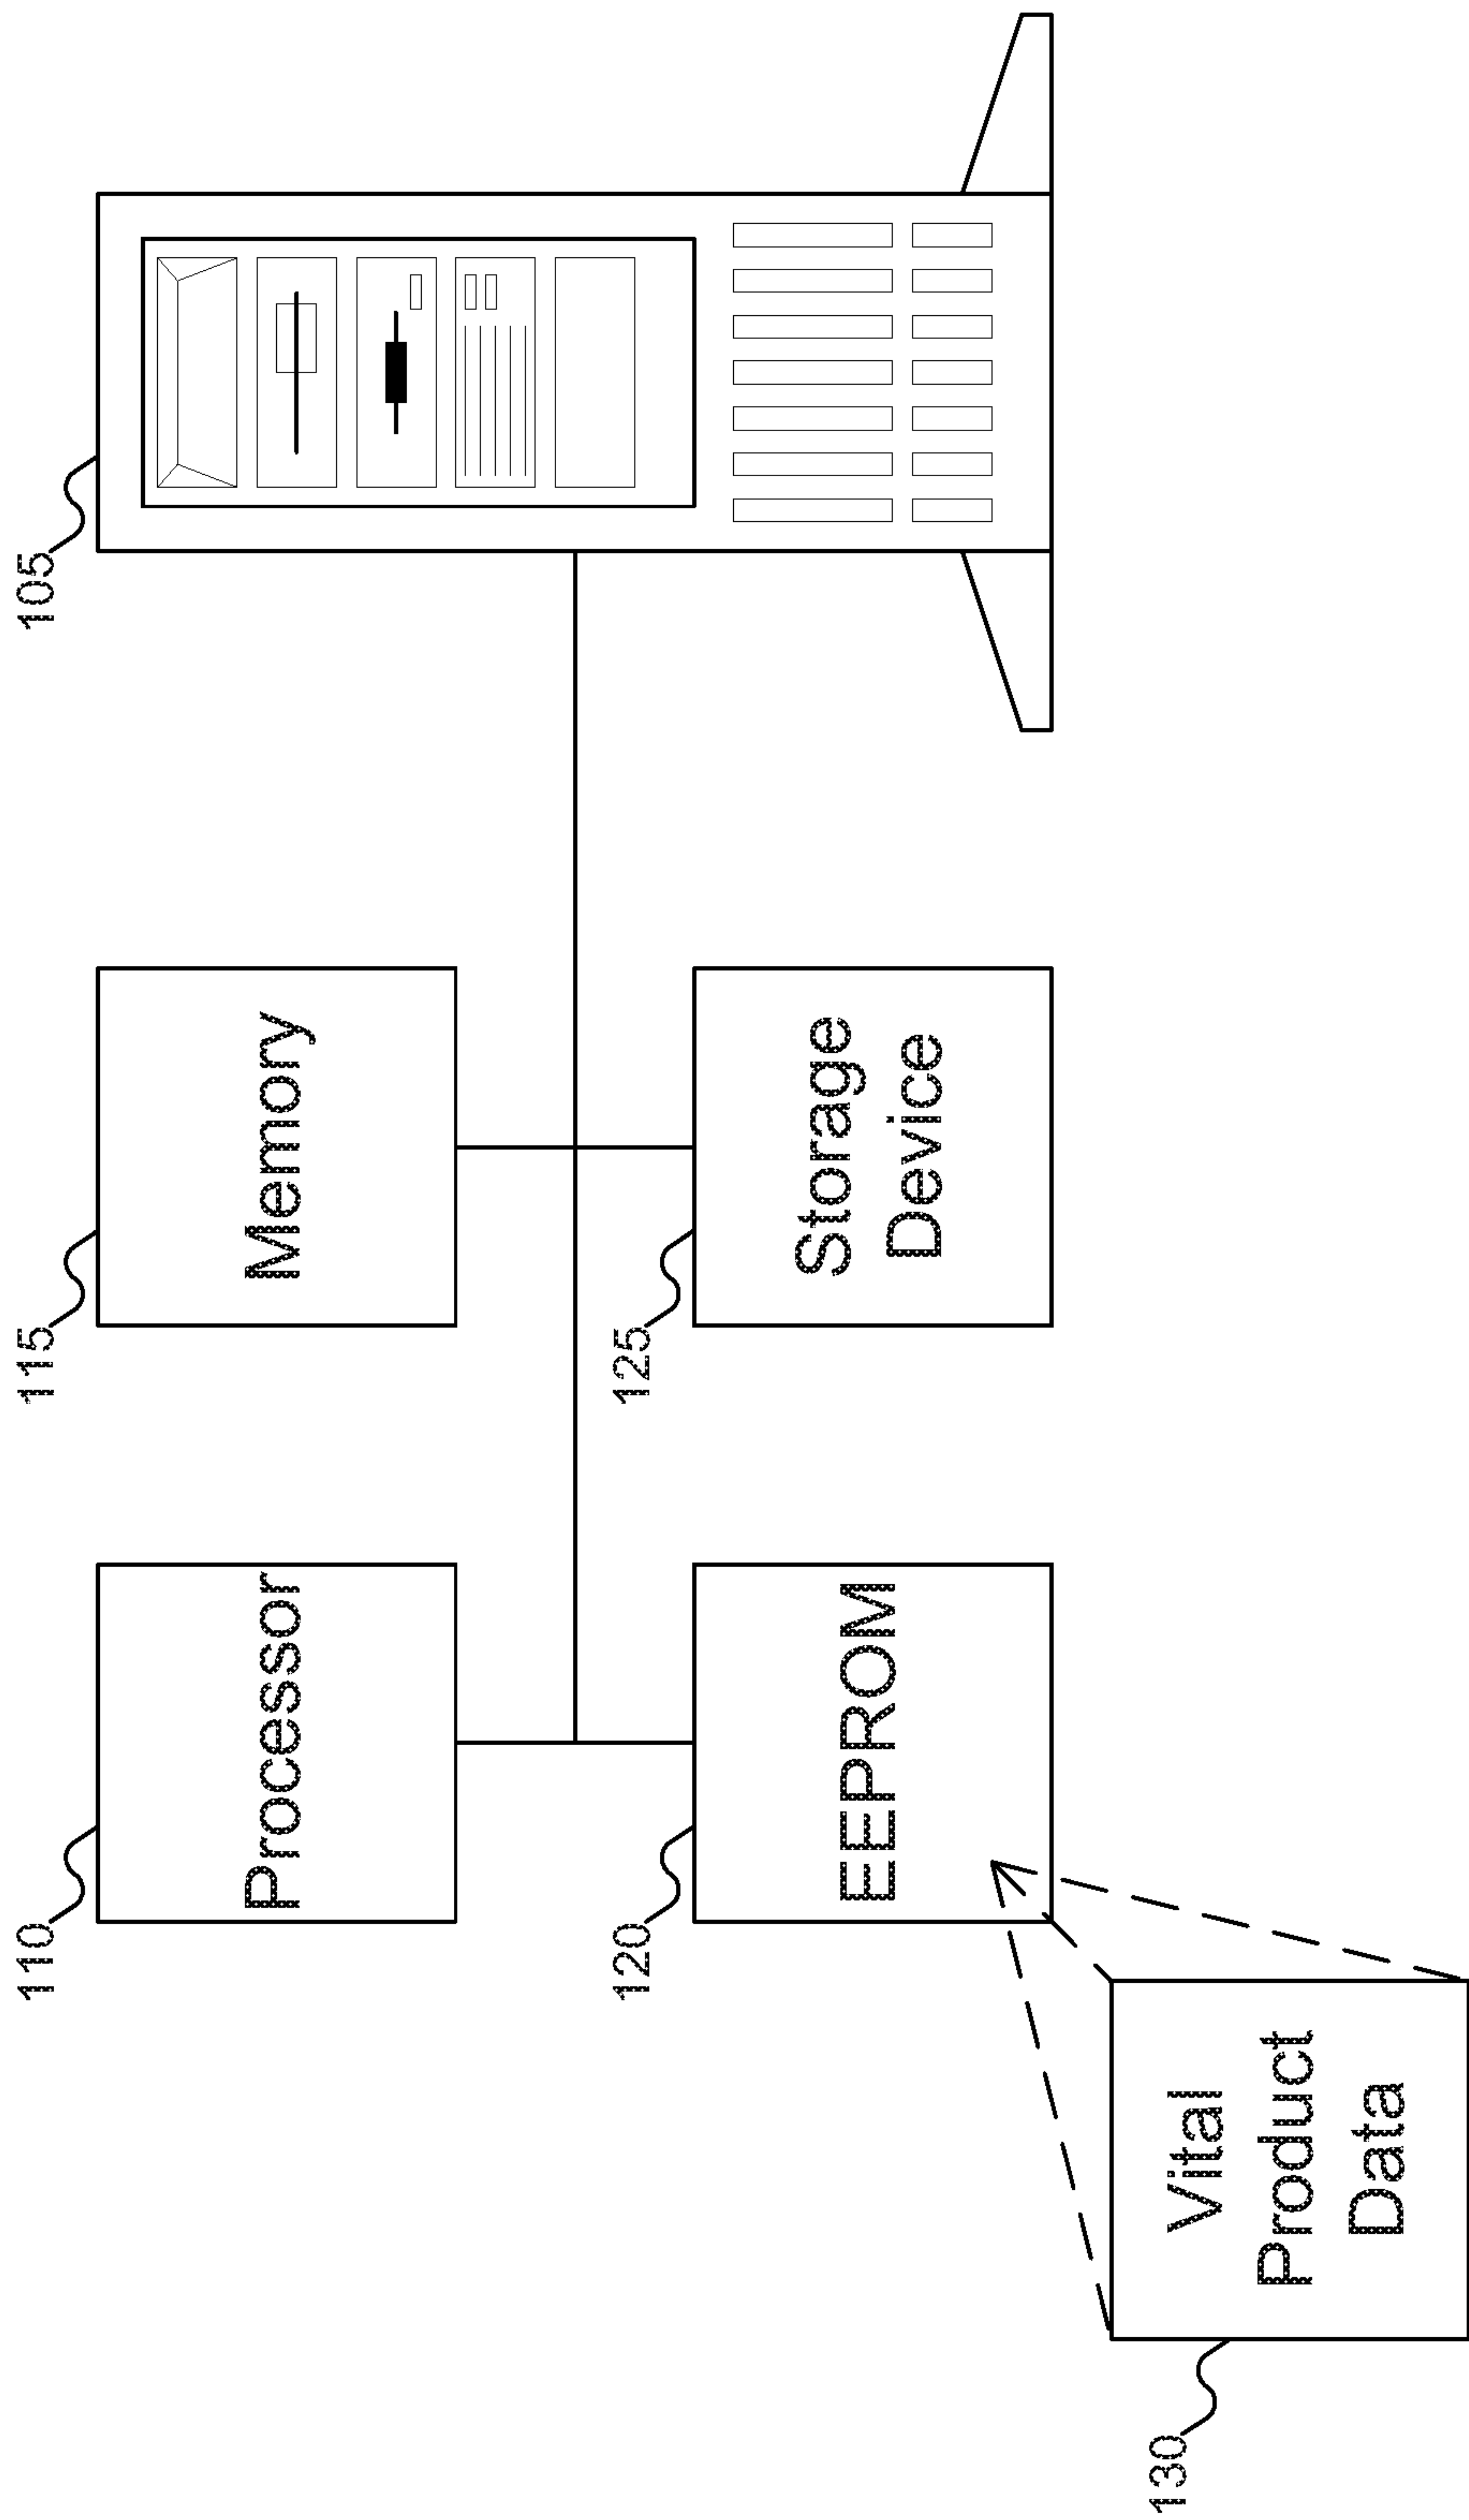 110
Processor
115
Memory
105
120
EEPROM
125
Storage
Device
130
Vital
Product
Data